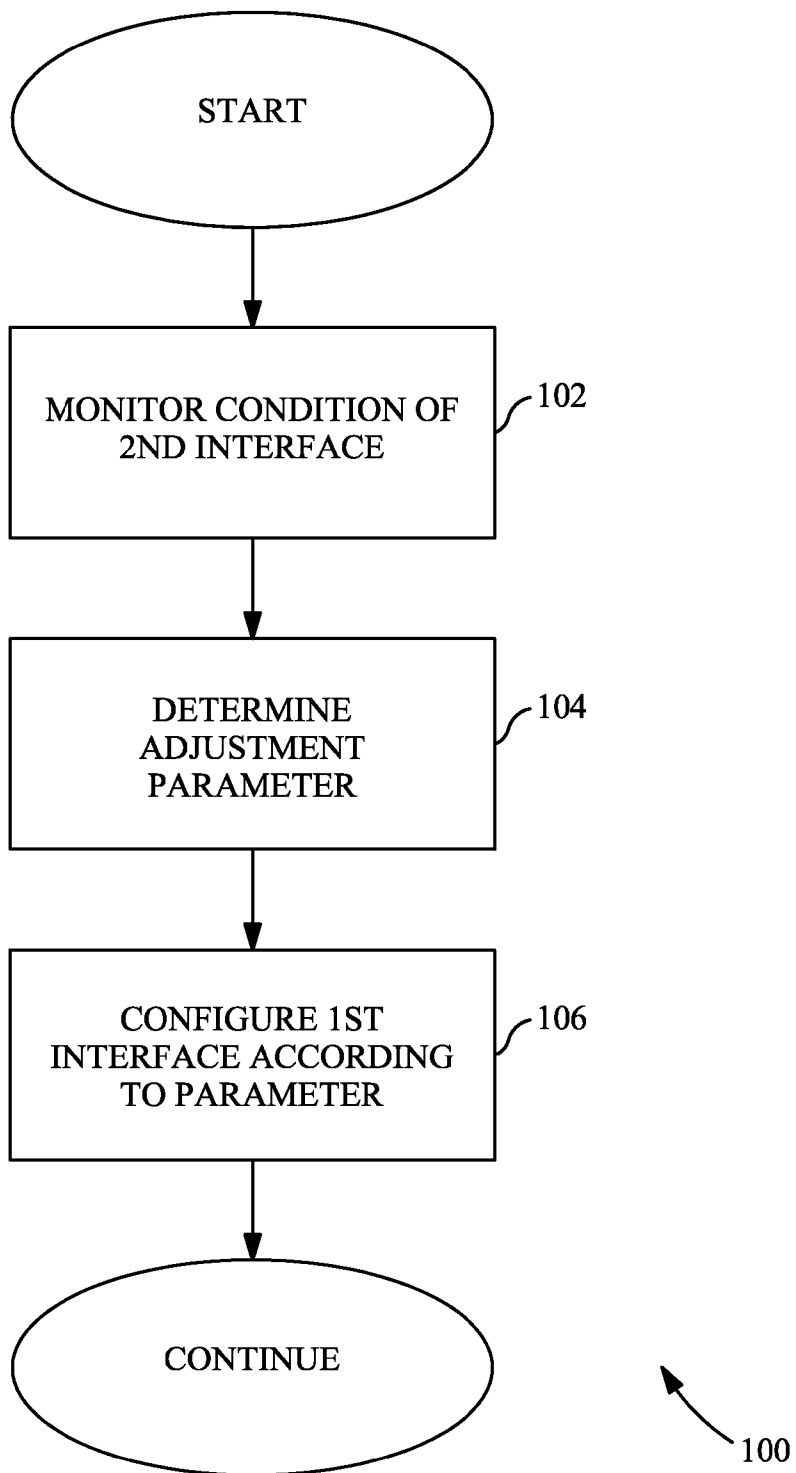 START
MONITOR CONDITION OF
2ND INTERFACE
102
DETERMINE
ADJUSTMENT
PARAMETER
104
CONFIGURE 1ST
INTERFACE ACCORDING
TO PARAMETER
106
CONTINUE
100